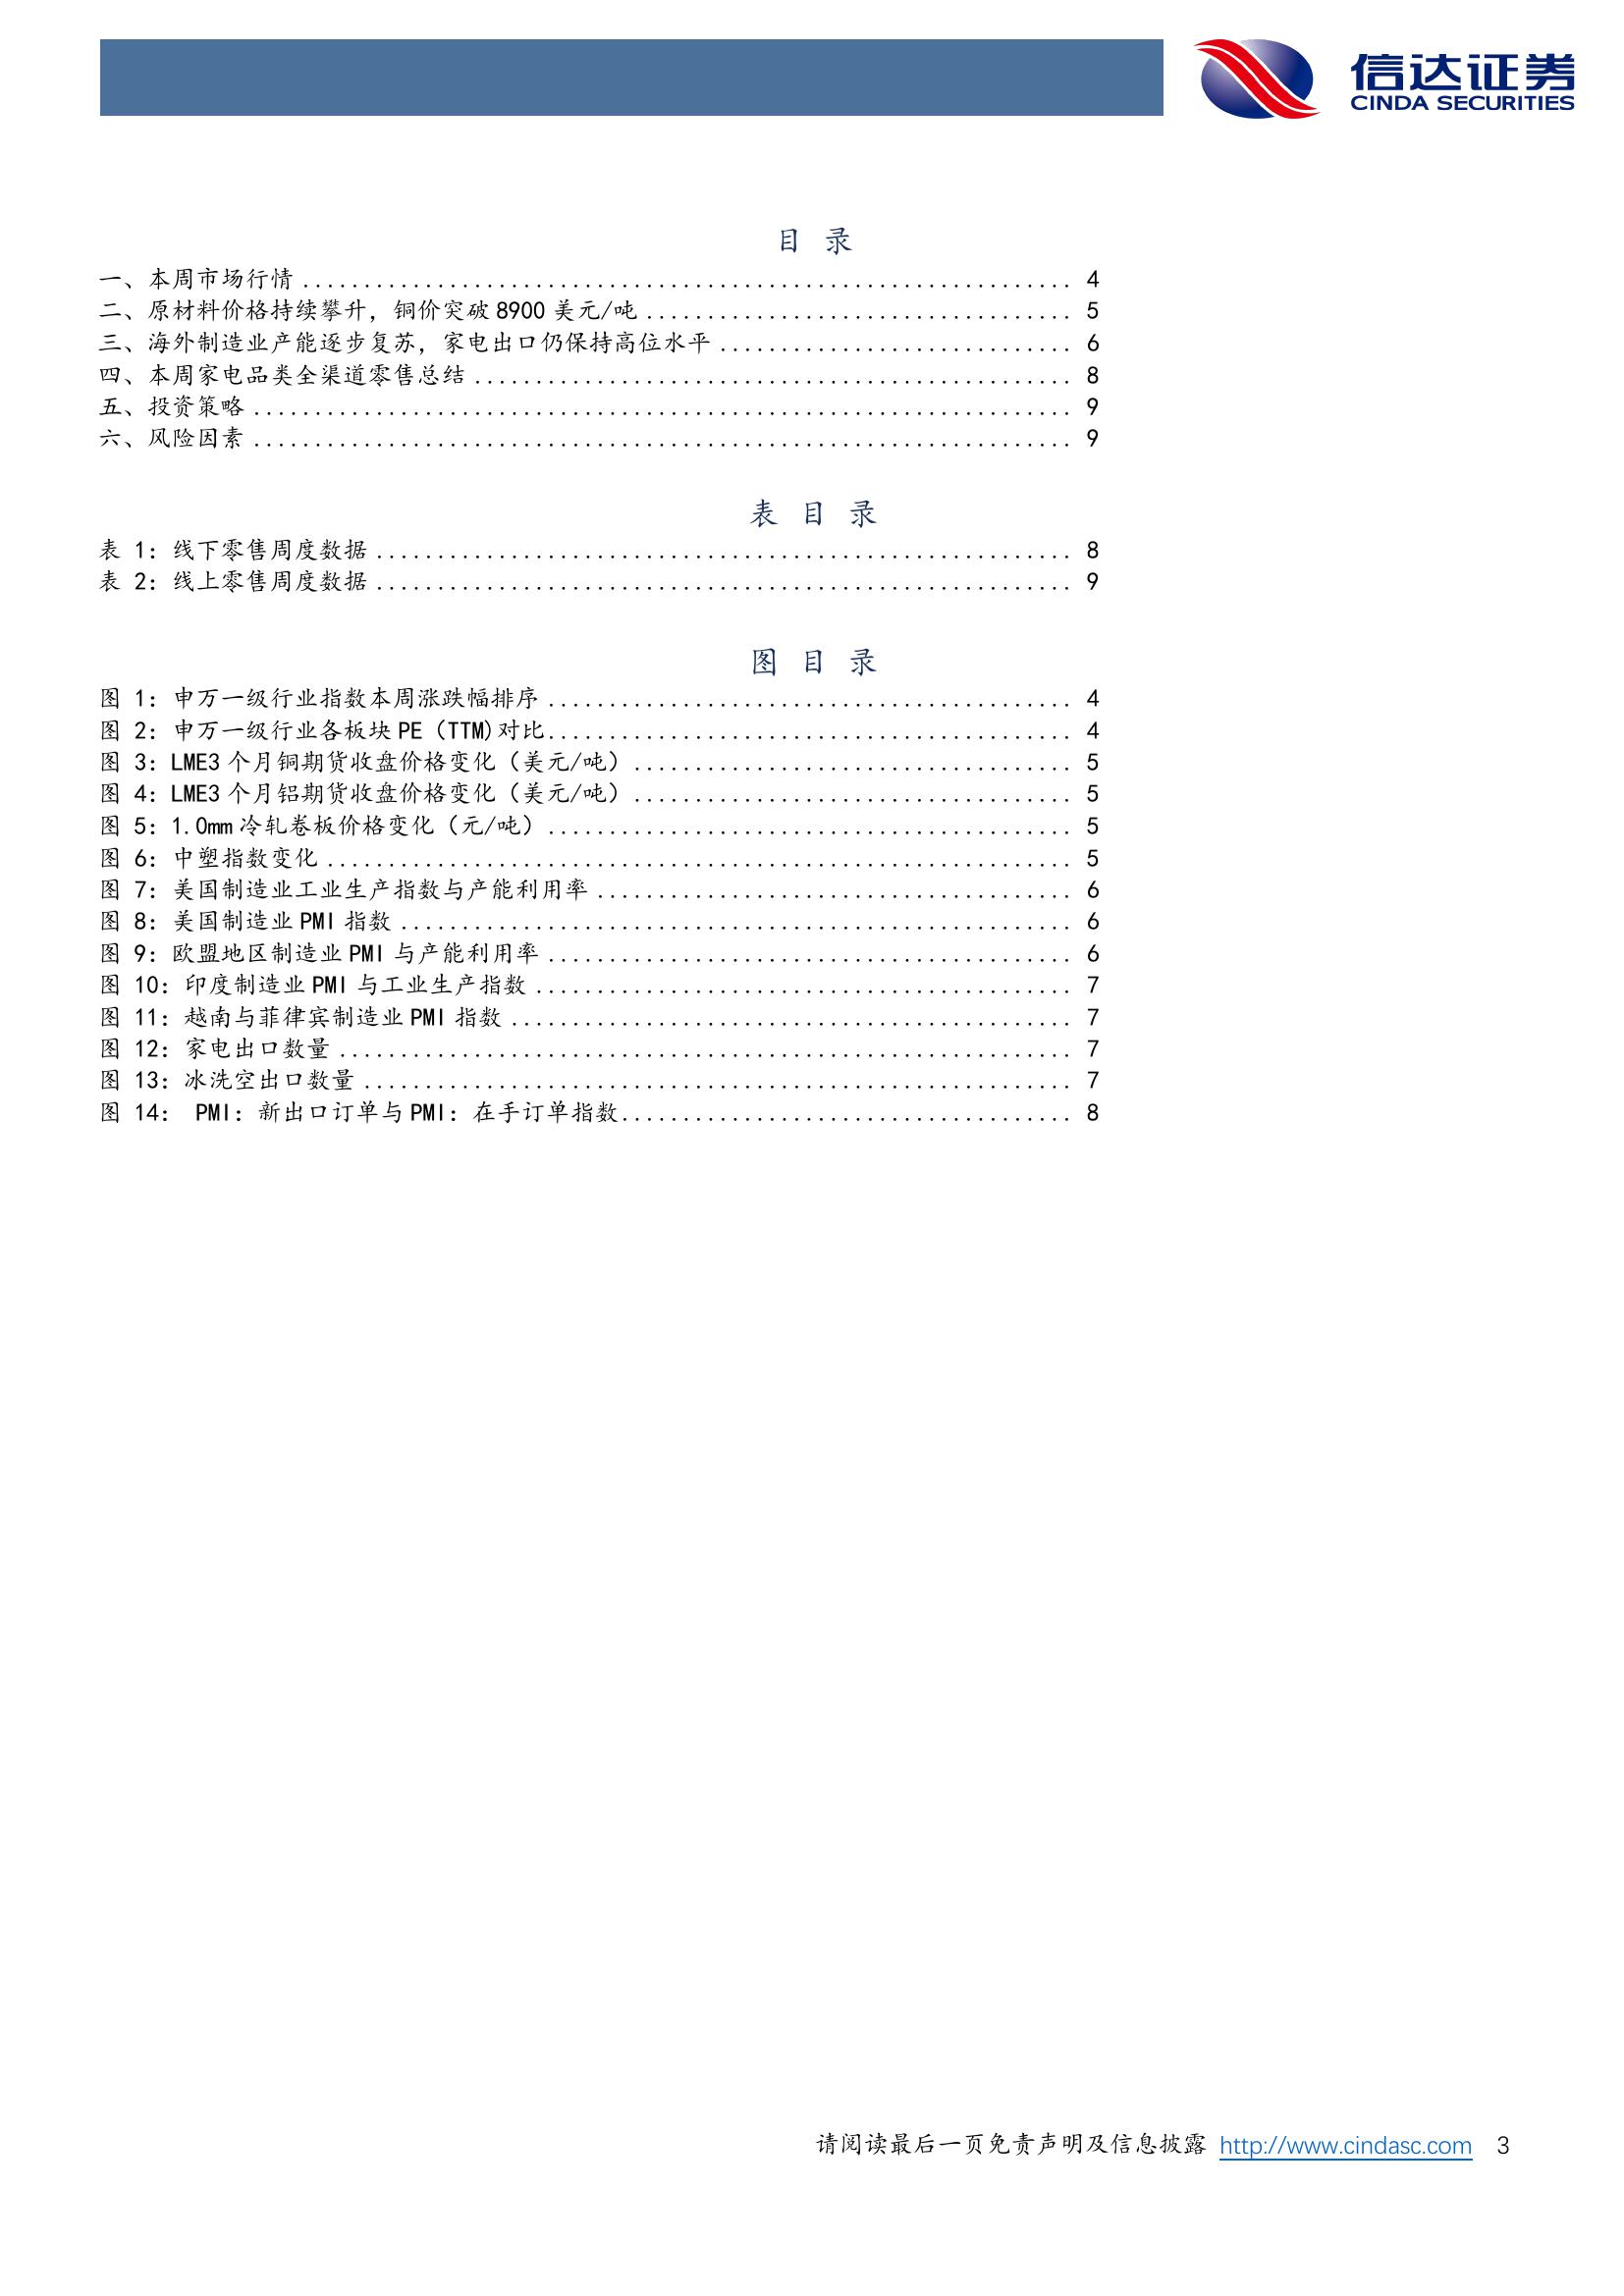 信达证券
CINDA SECURITIES
目 录
一、本周市场行情 ............................................................... 4
二、原材料价格持续攀升，铜价突破 8900 美元/吨 ................................... 5
三、海外制造业产能逐步复苏，家电出口仍保持高位水平 ............................. 6
四、本周家电品类全渠道零售总结 ................................................. 8
五、投资策略 ................................................................... 9
六、风险因素 ................................................................... 9
表 目 录
表 1：线下零售周度数据 ......................................................... 8
表 2：线上零售周度数据 ......................................................... 9
图 目 录
图 1：申万一级行业指数本周涨跌幅排序 ........................................... 4
图 2：申万一级行业各板块 PE (TTM)对比........................................... 4
图 3：LME3 个月铜期货收盘价格变化（美元/吨） .................................... 5
图 4：LME3 个月铝期货收盘价格变化（美元/吨） .................................... 5
图 5：1.0mm 冷轧卷板价格变化（元/吨） ........................................... 5
图 6：中塑指数变化 ............................................................. 5
图 7：美国制造业工业生产指数与产能利用率 ....................................... 6
图 8：美国制造业 PMI 指数 ....................................................... 6
图 9：欧盟地区制造业 PMI 与产能利用率 ........................................... 6
图 10：印度制造业 PMI 与工业生产指数 ............................................ 7
图 11：越南与菲律宾制造业 PMI 指数 .............................................. 7
图 12：家电出口数量 ............................................................ 7
图 13：冰洗空出口数量 .......................................................... 7
图 14： PMI：新出口订单与 PMI：在手订单指数..................................... 8
请阅读最后一页免责声明及信息披露 http://www.cindasc.com 3